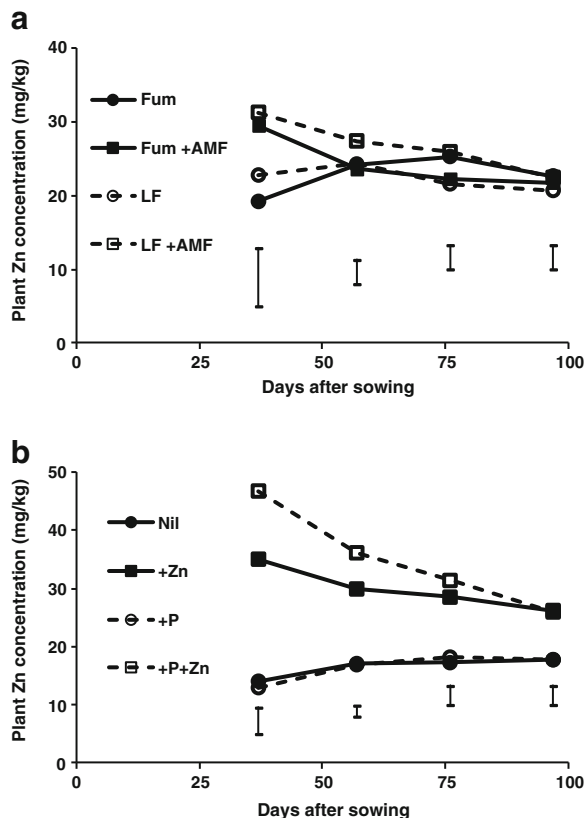 a
Plant Zn concentration (mg/kg)
40
30
20
10
0
Fum
Fum +AMF
LF
LF +AMF
0 25 50 75 100
Days after sowing
b
Plant Zn concentration (mg/kg)
50
40
30
20
10
0
Nil
+Zn
+P
+P+Zn
0 25 50 75 100
Days after sowing